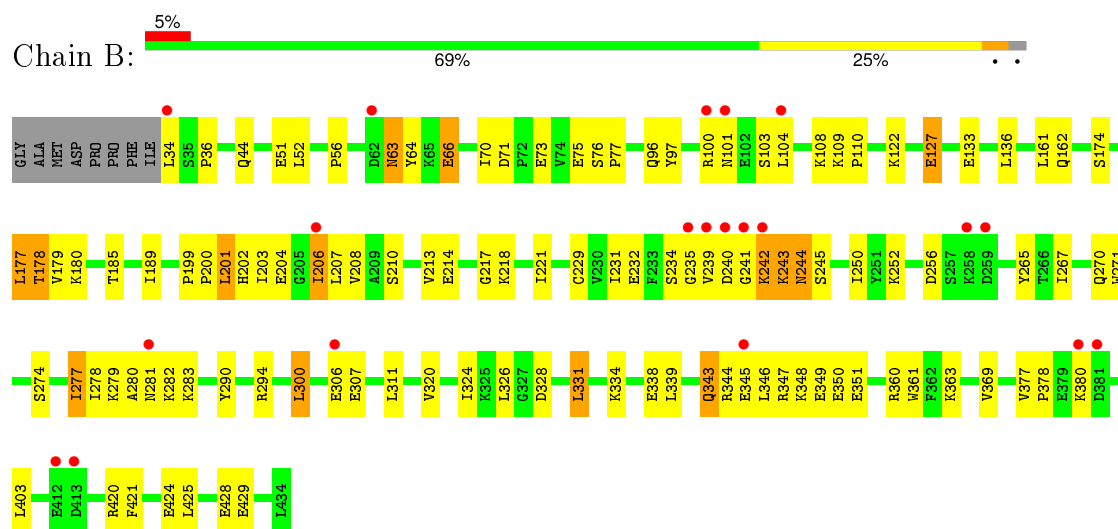 5%
Chain B:
69% 25% • •
GLY ALA MET ASP PRO PRO PHE ILE L34 S35 P36 Q44 E51 L52 P56 D62 N63 Y64 K65 E66 I70 D71 P72 E73 V74 E75 S76 P77 Q96 Y97 R100 N101 E102 S103 L104 K108 K109 P110 K122 E127 E133 L136 L161 Q162 S174
L177 T178 V179 K180 T185 I189 P199 P200 L201 H202 I203 E204 G205 I206 L207 V208 A209 S210 V213 E214 G217 K218 I221 C229 V230 I231 E232 F233 S234 G235 V239 D240 G241 K242 K243 N244 S245 I250 Y251 K252 D256 S257 K258 D259 Y265 T266 I267 Q270 W271
S274 I277 I278 K279 A280 N281 K282 K283 Y290 R294 L300 E306 E307 L311 V320 I324 K325 L326 G327 D328 L331 K334 E338 L339 Q343 R344 E345 L346 R347 K348 E349 E350 E351 R360 W361 F362 K363 V369 V377 P378 E379 K380 D381
L403 E412 D413 R420 F421 E424 L425 E428 E429 L434